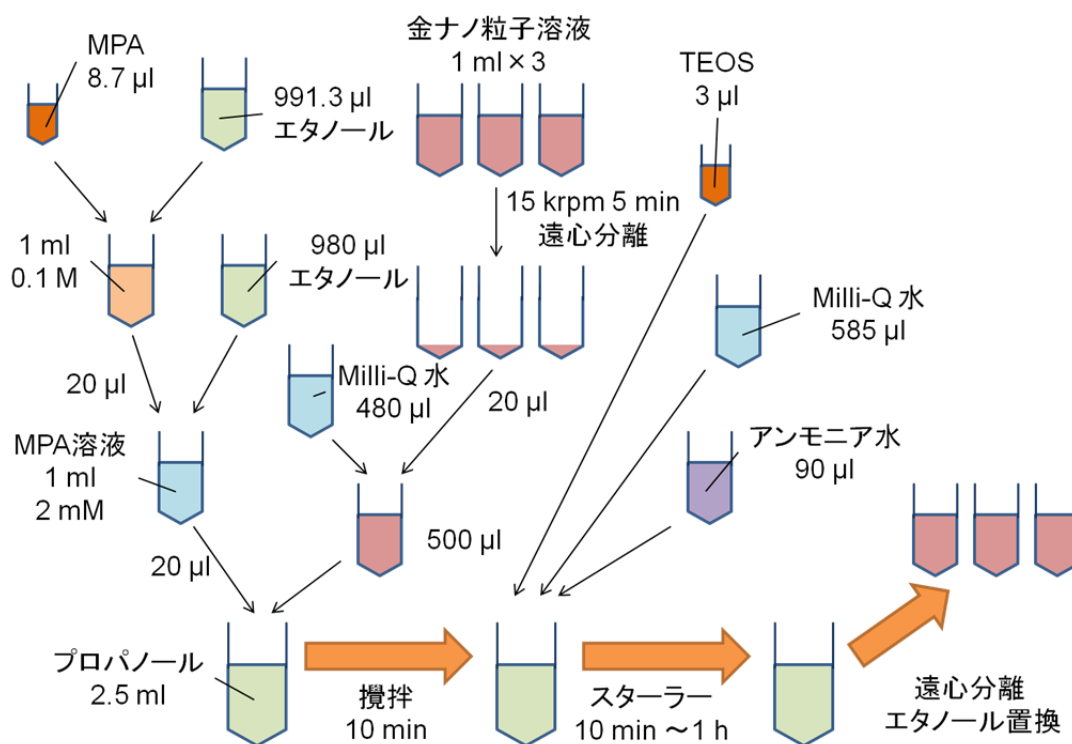 MPA
8.7 µl
991.3 µl
エタノール
金ナノ粒子溶液
1 ml × 3
TEOS
3 µl
15 krpm 5 min
遠心分離
1 ml
0.1 M
980 µl
エタノール
Milli-Q 水
585 µl
20 µl
Milli-Q 水
480 µl
20 µl
MPA溶液
1 ml
2 mM
アンモニア水
90 µl
20 µl
500 µl
プロパノール
2.5 ml
攪拌
10 min
スターラー
10 min ～1 h
遠心分離
エタノール置換